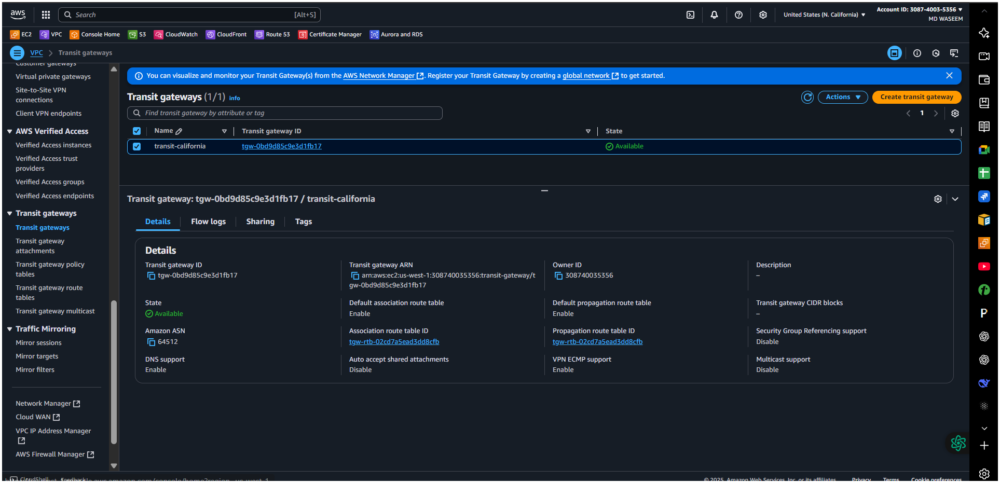 aws
Search [Alt+S]
United States (N. California)
Account ID: 3087-4003-5356
MD WASEEM
EC2 VPC Console Home S3 CloudWatch CloudFront Route 53 Certificate Manager Aurora and RDS
VPC Transit gateways
Customer gateways
Virtual private gateways
Site-to-Site VPN
connections
Client VPN endpoints
AWS Verified Access
Verified Access instances
Verified Access trust
providers
Verified Access groups
Verified Access endpoints
Transit gateways
Transit gateways
Transit gateway
attachments
Transit gateway policy
tables
Transit gateway route
tables
Transit gateway multicast
Traffic Mirroring
Mirror sessions
Mirror targets
Mirror filters
Network Manager
Cloud WAN
VPC IP Address Manager
AWS Firewall Manager
You can visualize and monitor your Transit Gateway(s) from the AWS Network Manager. Register your Transit Gateway by creating a global network to get started.
Transit gateways (1/1) info
Actions
Create transit gateway
Find transit gateway by attribute or tag
1
Name Transit gateway ID State
transit-california tgw-0bd9d85c9e3d1fb17 Available
Transit gateway: tgw-0bd9d85c9e3d1fb17 / transit-california
Details Flow logs Sharing Tags
Details
Transit gateway ID
tgw-0bd9d85c9e3d1fb17
Transit gateway ARN
arn:aws:ec2:us-west-1:308740035356:transit-gateway/t
gw-0bd9d85c9e3d1fb17
Owner ID
308740035356
Description
–
State
Available
Default association route table
Enable
Default propagation route table
Enable
Transit gateway CIDR blocks
–
Amazon ASN
64512
Association route table ID
tgw-rtb-02cd7a5ead3dd8cfb
Propagation route table ID
tgw-rtb-02cd7a5ead3dd8cfb
Security Group Referencing support
Disable
DNS support
Enable
Auto accept shared attachments
Disable
VPN ECMP support
Enable
Multicast support
Disable
CloudShell Feedback
© 2025, Amazon Web Services, Inc. or its affiliates. Privacy Terms Cookie preferences